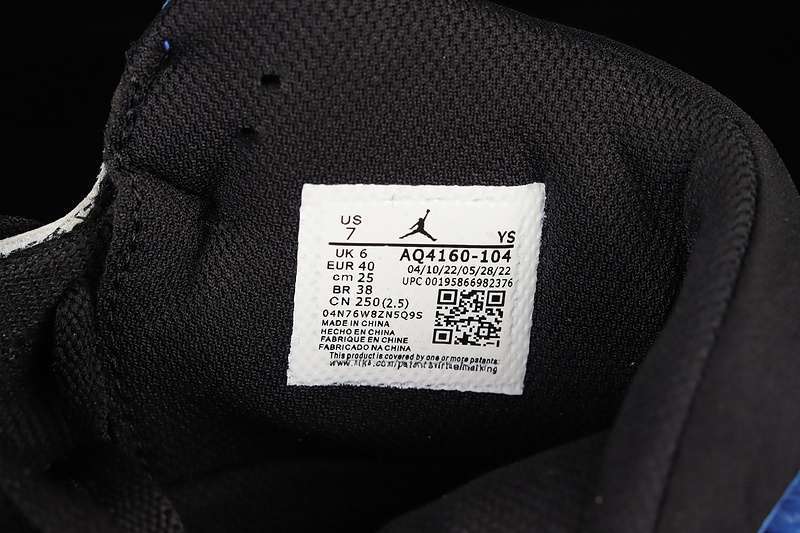 US
7
YS
UK 6
AQ4160-104
EUR 40
04/10/22/05/28/22
cm 25
UPC 00195866982376
BR 38
CN 250(2.5)
04N76W8ZN5Q9S
MADE IN CHINA
HECHO EN CHINA
FABRIQUE EN CHINE
FABRICADO NA CHINA
This product is covered by one or more patents: